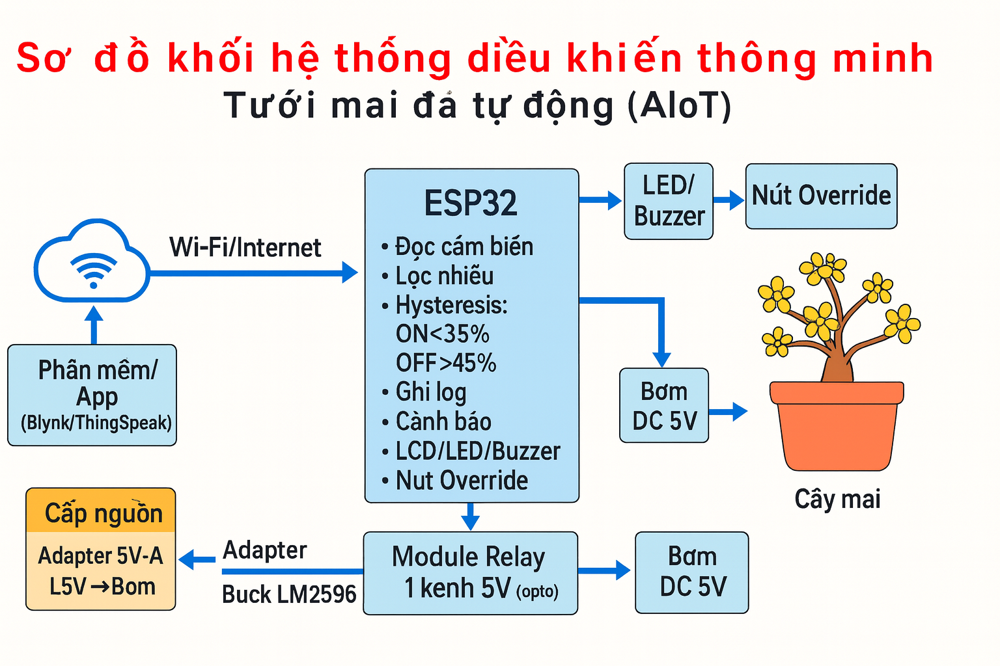 Sơ đồ khối hệ thống diều khiến thông minh
Tưới mai đá tự động (AIoT)
Wi-Fi/Internet
Phân mêm/
App
(Blynk/ThingSpeak)
ESP32
• Đọc cám biến
• Lọc nhiễu
• Hysteresis:
ON<35%
OFF>45%
• Ghi log
• Cành báo
• LCD/LED/Buzzer
• Nut Override
LED/
Buzzer
Nút Override
Bơm
DC 5V
Cây mai
Cấp nguồn
Adapter 5V-A
L5V→Bom
Adapter
Buck LM2596
Module Relay
1 kenh 5V (opto)
Bơm
DC 5V